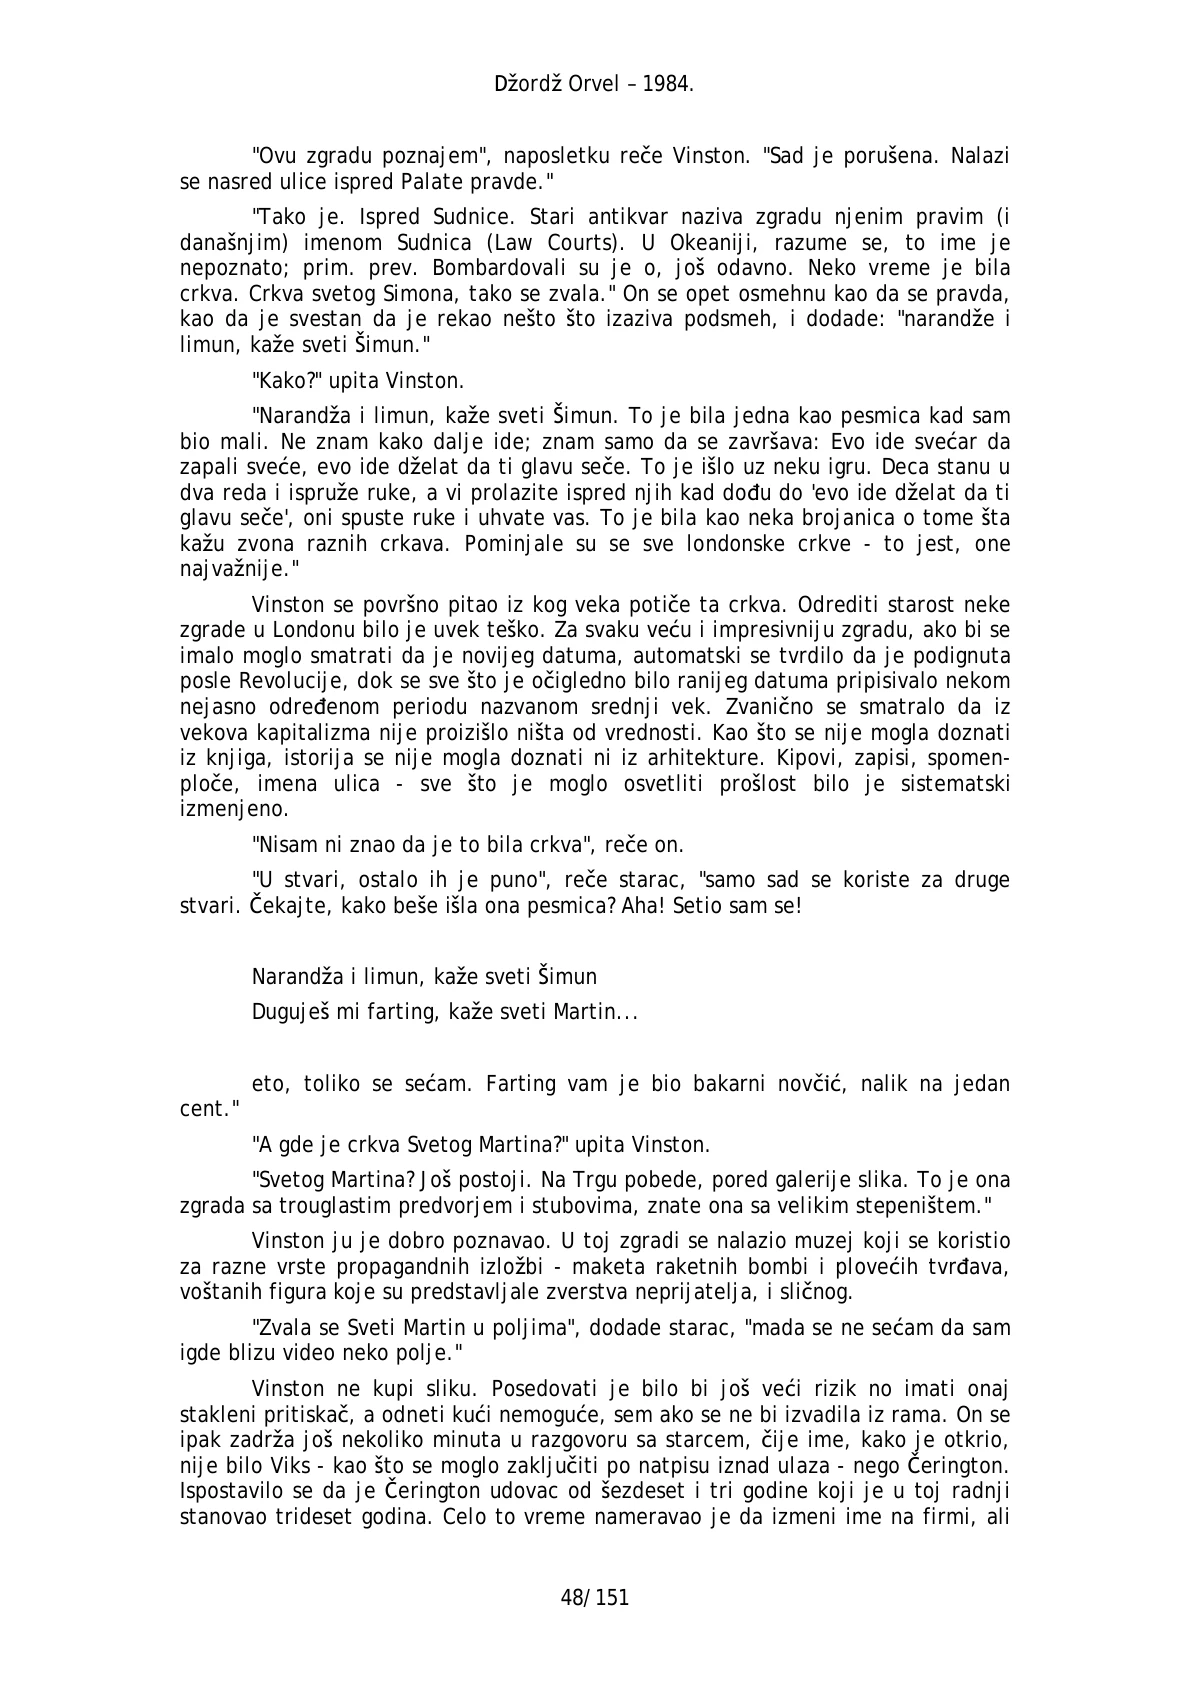 Džordž Orvel – 1984.
"Ovu zgradu poznajem", naposletku reče Vinston. "Sad je porušena. Nalazi
se nasred ulice ispred Palate pravde."
"Tako je. Ispred Sudnice. Stari antikvar naziva zgradu njenim pravim (i
današnjim) imenom Sudnica (Law Courts). U Okeaniji, razume se, to ime je
nepoznato; prim. prev. Bombardovali su je o, još odavno. Neko vreme je bila
crkva. Crkva svetog Simona, tako se zvala." On se opet osmehnu kao da se pravda,
kao da je svestan da je rekao nešto što izaziva podsmeh, i dodade: "narandže i
limun, kaže sveti Šimun."
"Kako?" upita Vinston.
"Narandža i limun, kaže sveti Šimun. To je bila jedna kao pesmica kad sam
bio mali. Ne znam kako dalje ide; znam samo da se završava: Evo ide svećar da
zapali sveće, evo ide dželat da ti glavu seče. To je išlo uz neku igru. Deca stanu u
dva reda i ispruže ruke, a vi prolazite ispred njih kad dođu do 'evo ide dželat da ti
glavu seče', oni spuste ruke i uhvate vas. To je bila kao neka brojanica o tome šta
kažu zvona raznih crkava. Pominjale su se sve londonske crkve - to jest, one
najvažnije."
Vinston se površno pitao iz kog veka potiče ta crkva. Odrediti starost neke
zgrade u Londonu bilo je uvek teško. Za svaku veću i impresivniju zgradu, ako bi se
imalo moglo smatrati da je novijeg datuma, automatski se tvrdilo da je podignuta
posle Revolucije, dok se sve što je očigledno bilo ranijeg datuma pripisivalo nekom
nejasno određenom periodu nazvanom srednji vek. Zvanično se smatralo da iz
vekova kapitalizma nije proizišlo ništa od vrednosti. Kao što se nije mogla doznati
iz knjiga, istorija se nije mogla doznati ni iz arhitekture. Kipovi, zapisi, spomen-
ploče, imena ulica - sve što je moglo osvetliti prošlost bilo je sistematski
izmenjeno.
"Nisam ni znao da je to bila crkva", reče on.
"U stvari, ostalo ih je puno", reče starac, "samo sad se koriste za druge
stvari. Čekajte, kako beše išla ona pesmica? Aha! Setio sam se!
Narandža i limun, kaže sveti Šimun
Duguješ mi farting, kaže sveti Martin...
eto, toliko se sećam. Farting vam je bio bakarni novčić, nalik na jedan
cent."
"A gde je crkva Svetog Martina?" upita Vinston.
"Svetog Martina? Još postoji. Na Trgu pobede, pored galerije slika. To je ona
zgrada sa trouglastim predvorjem i stubovima, znate ona sa velikim stepeništem."
Vinston ju je dobro poznavao. U toj zgradi se nalazio muzej koji se koristio
za razne vrste propagandnih izložbi - maketa raketnih bombi i plovećih tvrđava,
voštanih figura koje su predstavljale zverstva neprijatelja, i sličnog.
"Zvala se Sveti Martin u poljima", dodade starac, "mada se ne sećam da sam
igde blizu video neko polje."
Vinston ne kupi sliku. Posedovati je bilo bi još veći rizik no imati onaj
stakleni pritiskač, a odneti kući nemoguće, sem ako se ne bi izvadila iz rama. On se
ipak zadrža još nekoliko minuta u razgovoru sa starcem, čije ime, kako je otkrio,
nije bilo Viks - kao što se moglo zaključiti po natpisu iznad ulaza - nego Čerington.
Ispostavilo se da je Čerington udovac od šezdeset i tri godine koji je u toj radnji
stanovao trideset godina. Celo to vreme nameravao je da izmeni ime na firmi, ali
48/151